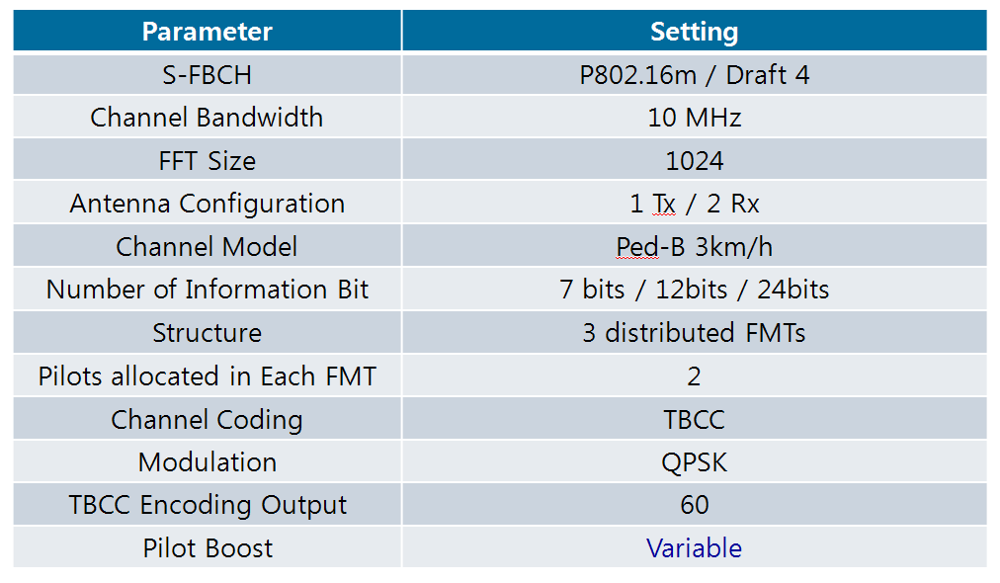 Parameter Setting
S-FBCH P802.16m / Draft 4
Channel Bandwidth 10 MHz
FFT Size 1024
Antenna Configuration 1 Tx / 2 Rx
Channel Model Ped-B 3km/h
Number of Information Bit 7 bits / 12bits / 24bits
Structure 3 distributed FMTs
Pilots allocated in Each FMT 2
Channel Coding TBCC
Modulation QPSK
TBCC Encoding Output 60
Pilot Boost Variable